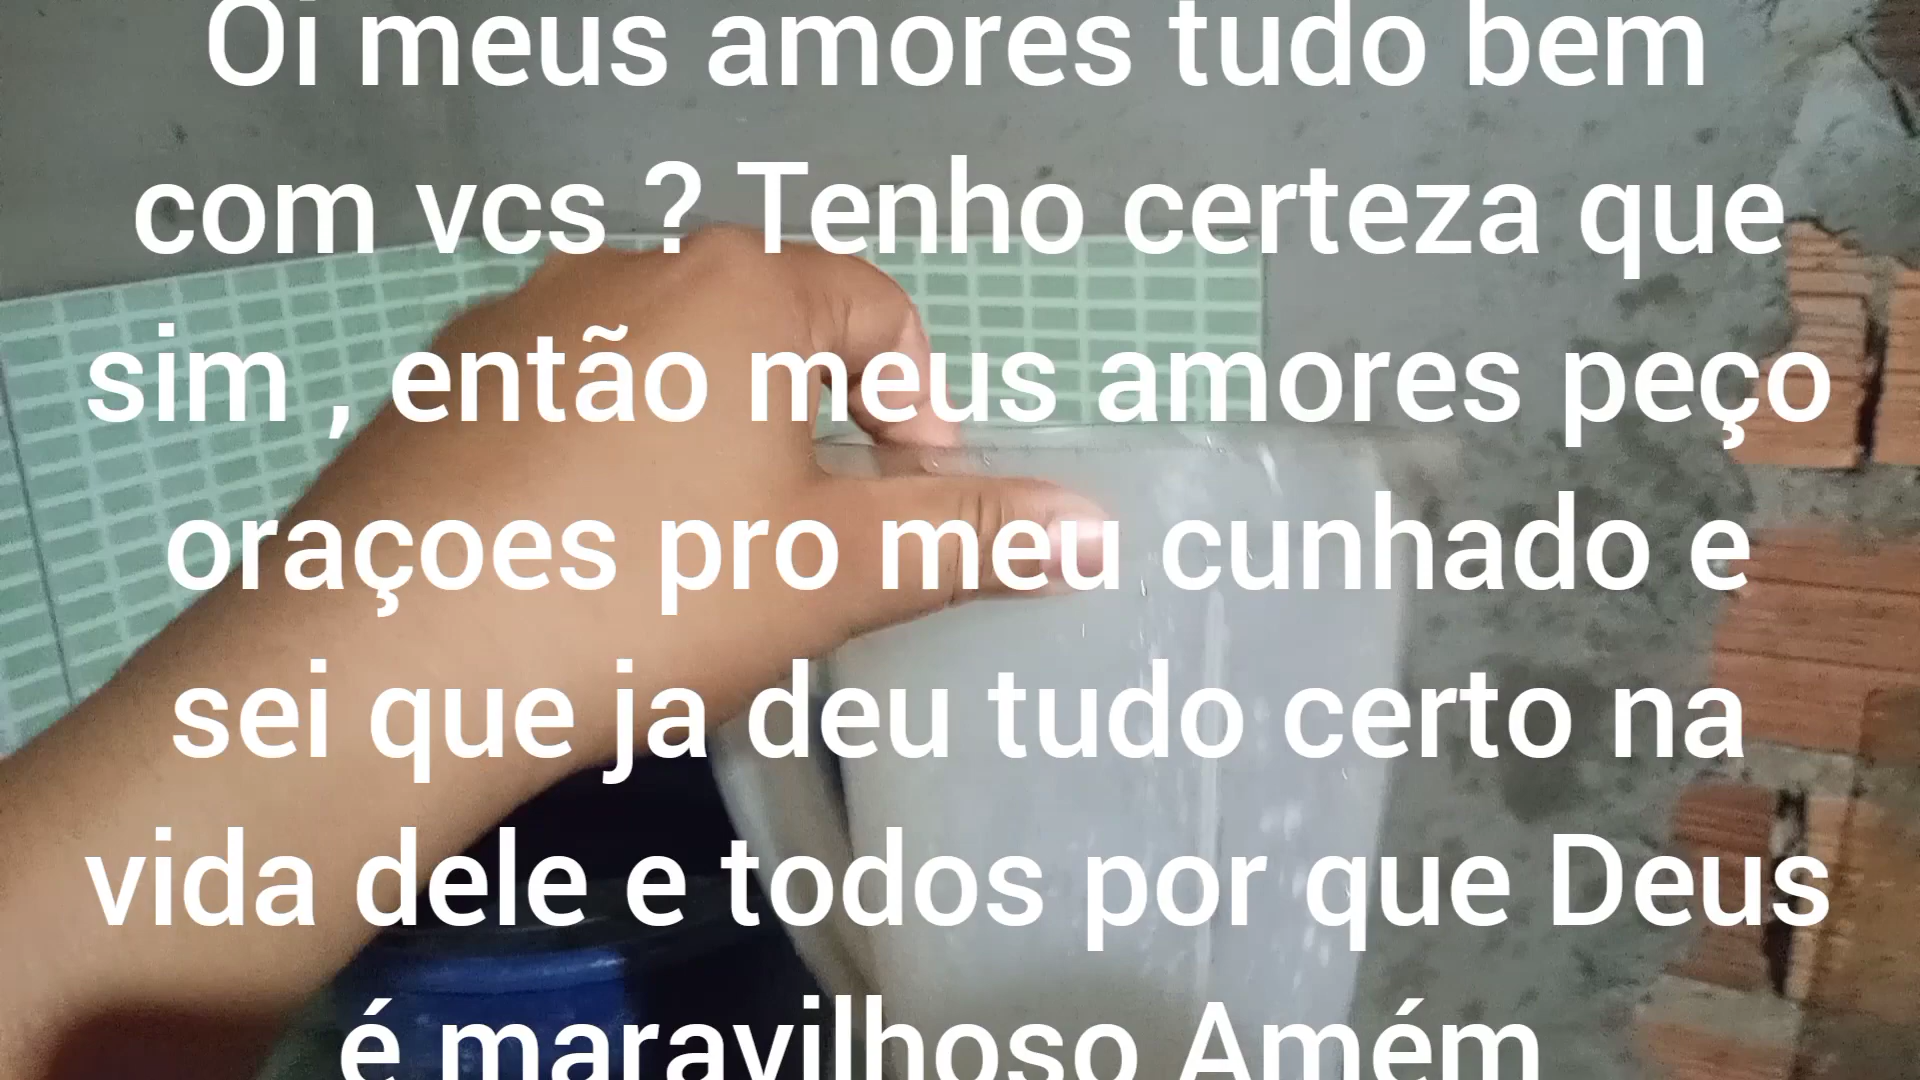 Oi meus amores tudo bem
com vcs ? Tenho certeza que
sim , então meus amores peço
oraçoes pro meu cunhado e
sei que ja deu tudo certo na
vida dele e todos por que Deus
é maravilhoso Amém